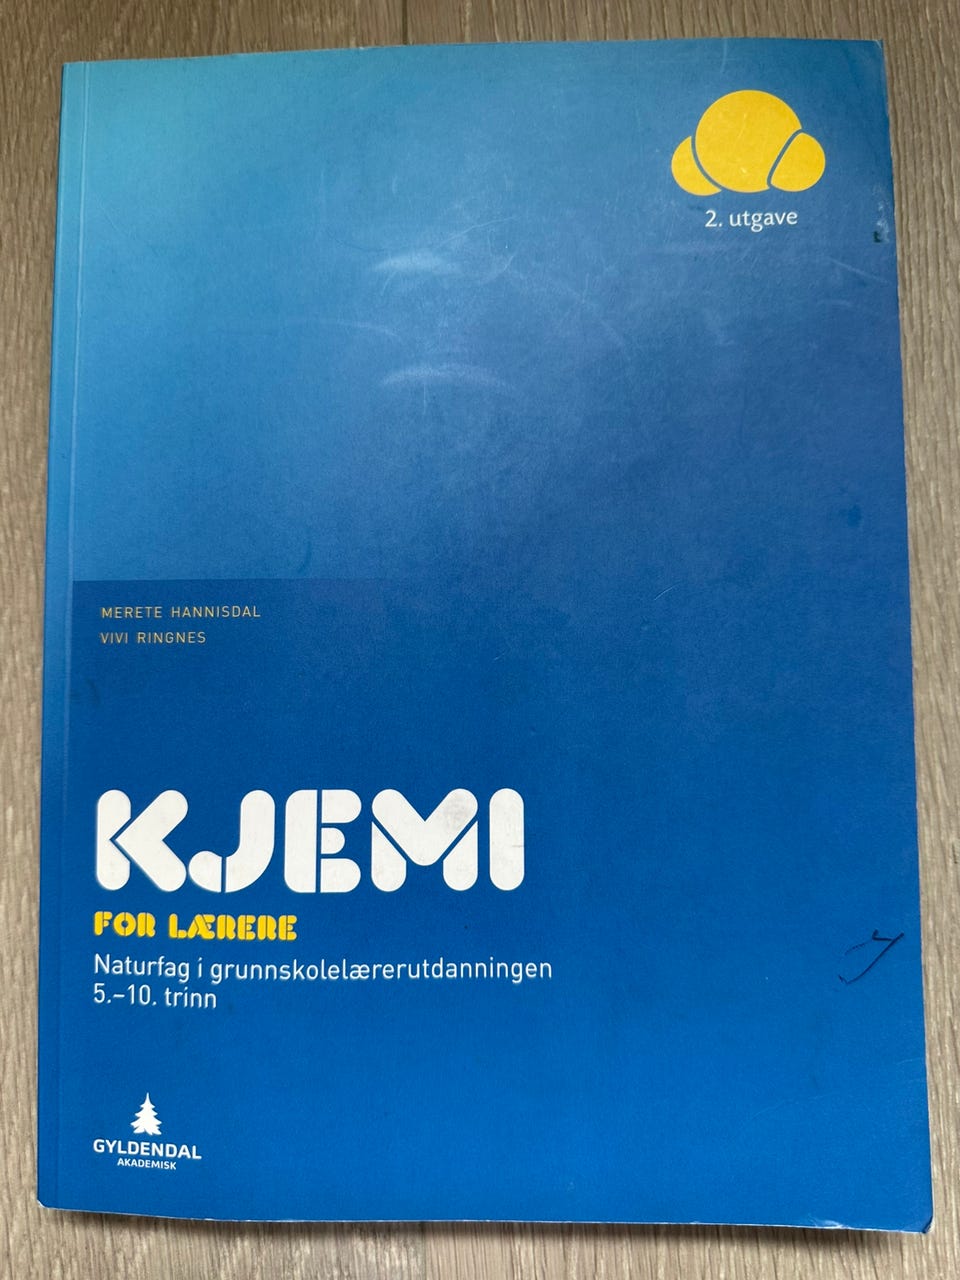 2. utgave
MERETE HANNISDAL
VIVI RINGNES
KJEMI
FOR LÆRERE
Naturfag i grunnskolelærerutdanningen
5.–10. trinn
GYLDENDAL
AKADEMISK